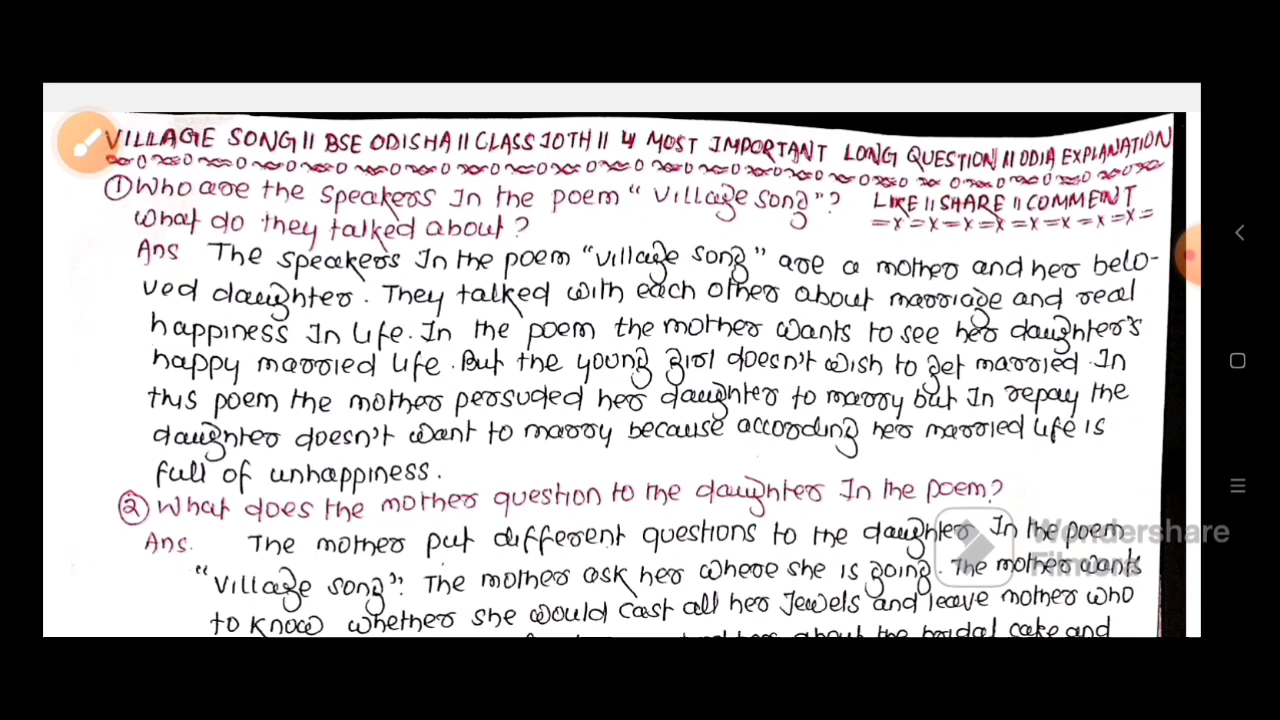 VILLAGE SONG || BSE ODISHA || CLASS 10TH || 4 MOST IMPORTANT LONG QUESTION || ODIA EXPLANATION
LIKE || SHARE || COMMENT
① Who are the speakers In the poem "Village song"?
What do they talked about?
Ans The speakers In the poem "village song" are a mother and her belo-
ved daughter. They talked with each other about marriage and real
happiness In life. In the poem the mother wants to see her daughter's
happy married life. But the young girl doesn't wish to get married. In
this poem the mother persuded her daughter to marry but In repay the
daughter doesn't want to marry because according her married life is
full of unhappiness.
② What does the mother question to the daughter In the poem?
Ans. The mother put different questions to the daughter In the poem
"Village song". The mother ask her where she is going. The mother wants
to know whether she would cast all her Jewels and leave mother who
about the bridal cake and
Wondershare
Filmora